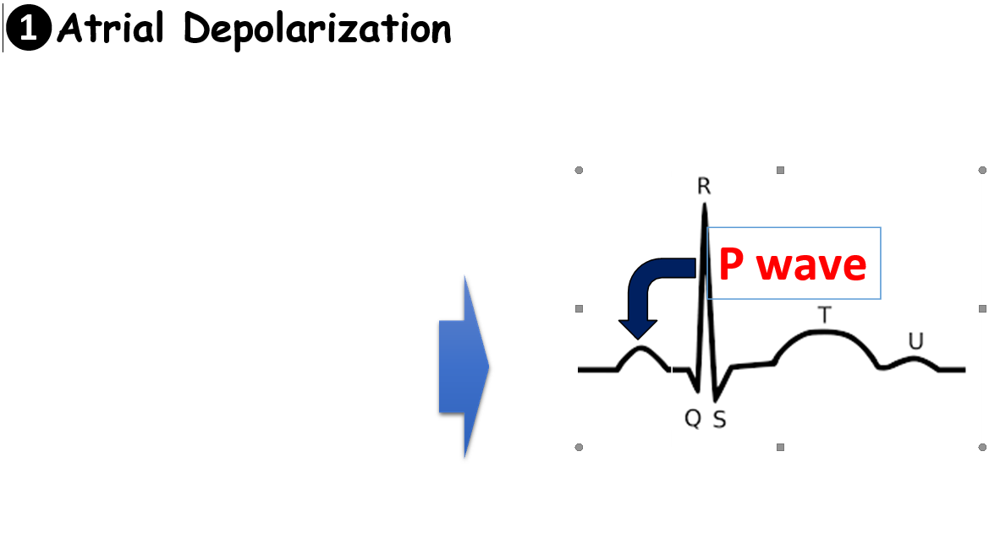 ❶Atrial Depolarization
R
P wave
T
U
Q S